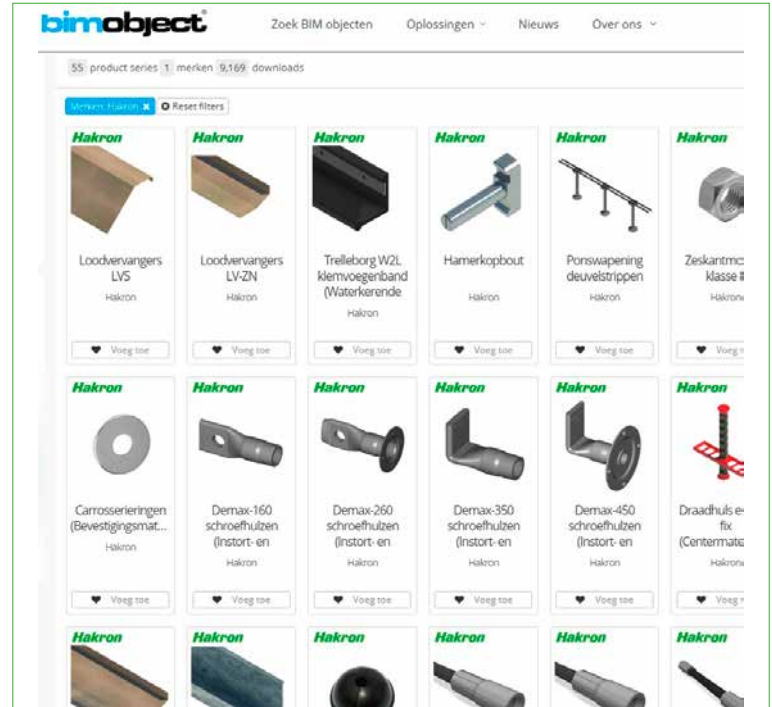 bimobject
Zoek BIM objecten Oplossingen Nieuws Over ons
55 product series 1 merken 9,169 downloads
Merken: Hakron x Reset filters
Hakron Hakron Hakron Hakron Hakron Hakron
Loodvervangers Loodvervangers Trelleborg W2L Hamerkopbout Ponswapening
LVS LV-ZN klemvoegenband deuvelstrippen klasse
(Waterkerende
Hakron Hakron Hakron Hakron
Hakron
Voeg toe Voeg toe Voeg toe Voeg toe Voeg toe
Hakron Hakron Hakron Hakron Hakron Hakron
Carrosserieringen Demax-160 Demax-260 Demax-350 Demax-450 Draadhuls
(Bevestigingsmat... schroefhulzen schroefhulzen schroefhulzen schroefhulzen fix
(Instort- en (Instort- en (Instort- en (Instort- en
Hakron Hakron Hakron Hakron Hakron
Voeg toe Voeg toe Voeg toe Voeg toe Voeg toe
Hakron Hakron Hakron Hakron Hakron Hakron